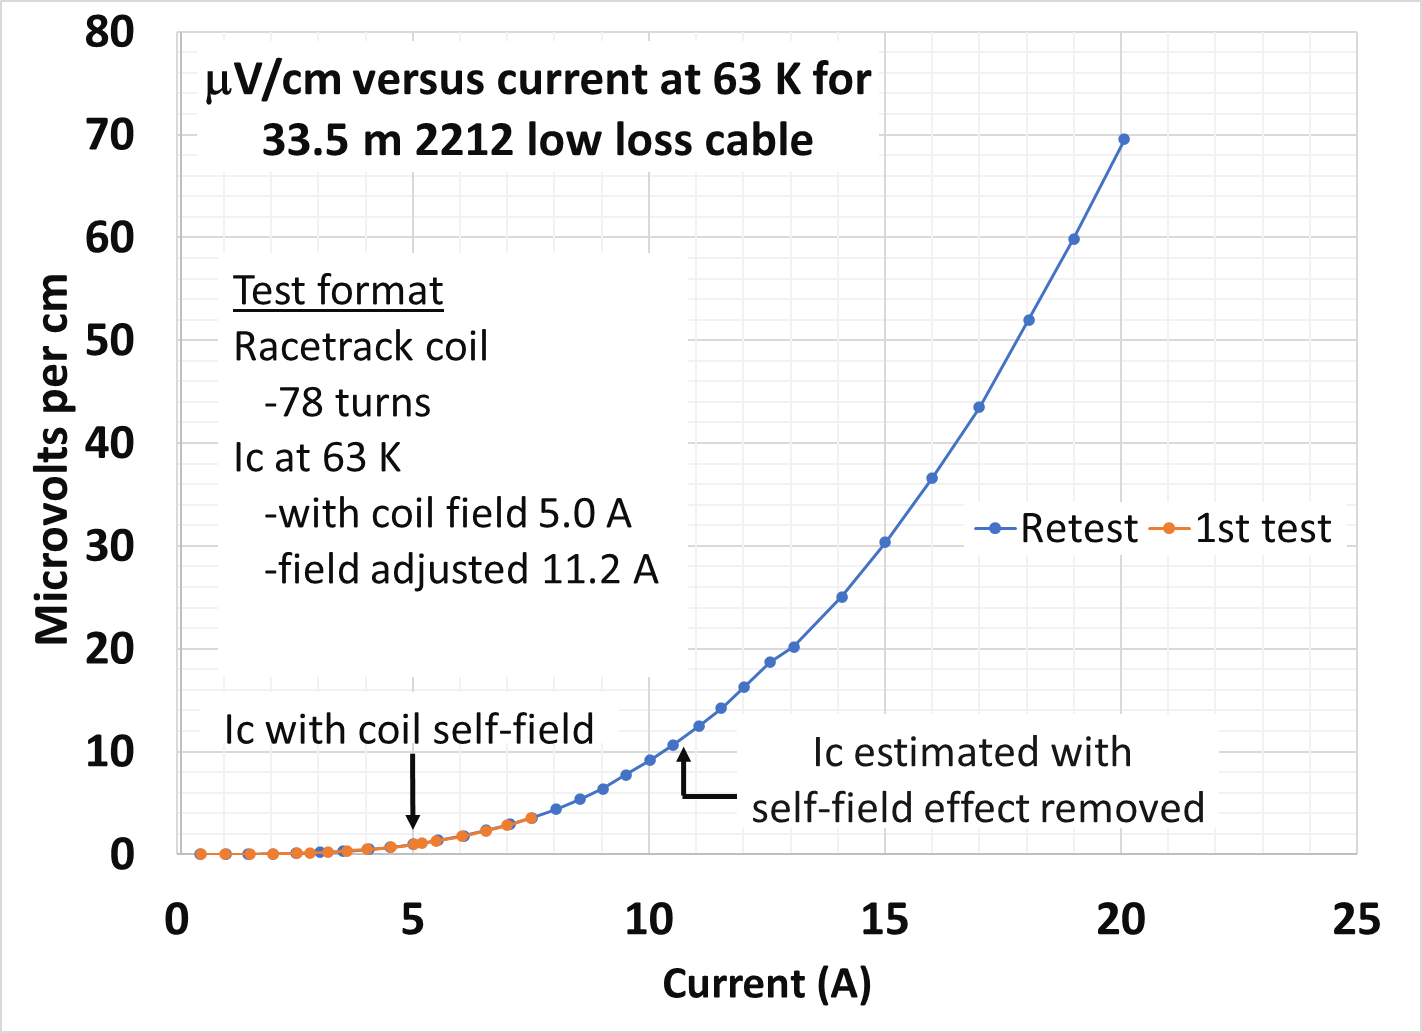 μV/cm versus current at 63 K for
33.5 m 2212 low loss cable
Test format
Racetrack coil
-78 turns
Ic at 63 K
-with coil field 5.0 A
-field adjusted 11.2 A
Retest
1st test
Ic with coil self-field
Ic estimated with
self-field effect removed
Microvolts per cm
80
70
60
50
40
30
20
10
0
0
5
10
15
20
25
Current (A)